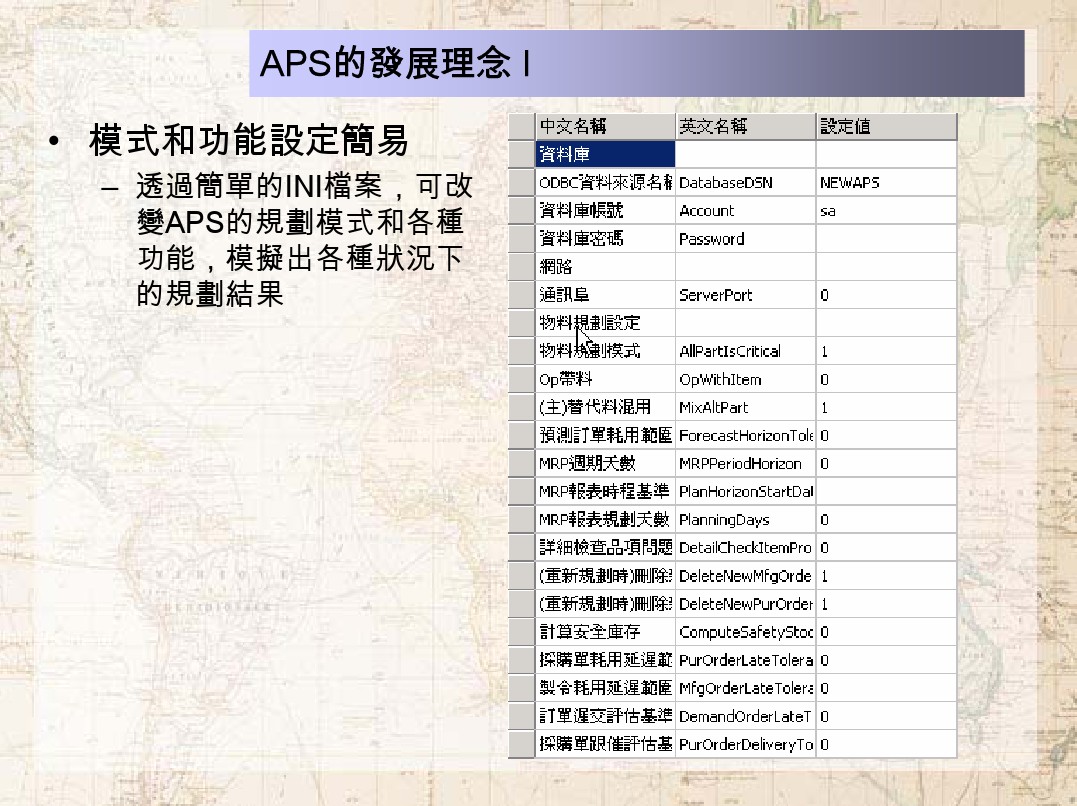 APS的發展理念 I
• 模式和功能設定簡易
– 透過簡單的INI檔案，可改
變APS的規劃模式和各種
功能，模擬出各種狀況下
的規劃結果
中文名稱 英文名稱 設定值
資料庫
ODBC資料來源名稱 DatabaseDSN NEWAPS
資料庫帳號 Account sa
資料庫密碼 Password
網路
通訊阜 ServerPort 0
物料規劃設定
物料規劃模式 AllPartIsCritical 1
Op帶料 OpWithItem 0
(主)替代料混用 MixAltPart 1
預測訂單耗用範圍 ForecastHorizonTole 0
MRP週期天數 MRPPeriodHorizon 0
MRP報表時程基準 PlanHorizonStartDat
MRP報表規劃天數 PlanningDays 0
詳細檢查品項問題 DetailCheckItemPro 0
(重新規劃時)刪除 DeleteNewMfgOrde 1
(重新規劃時)刪除 DeleteNewPurOrder 1
計算安全庫存 ComputeSafetyStoc 0
採購單耗用延遲範 PurOrderLateTolera 0
製令耗用延遲範圍 MfgOrderLateTolera 0
訂單遲交評估基準 DemandOrderLateT 0
採購單跟催評估基 PurOrderDeliveryTo 0